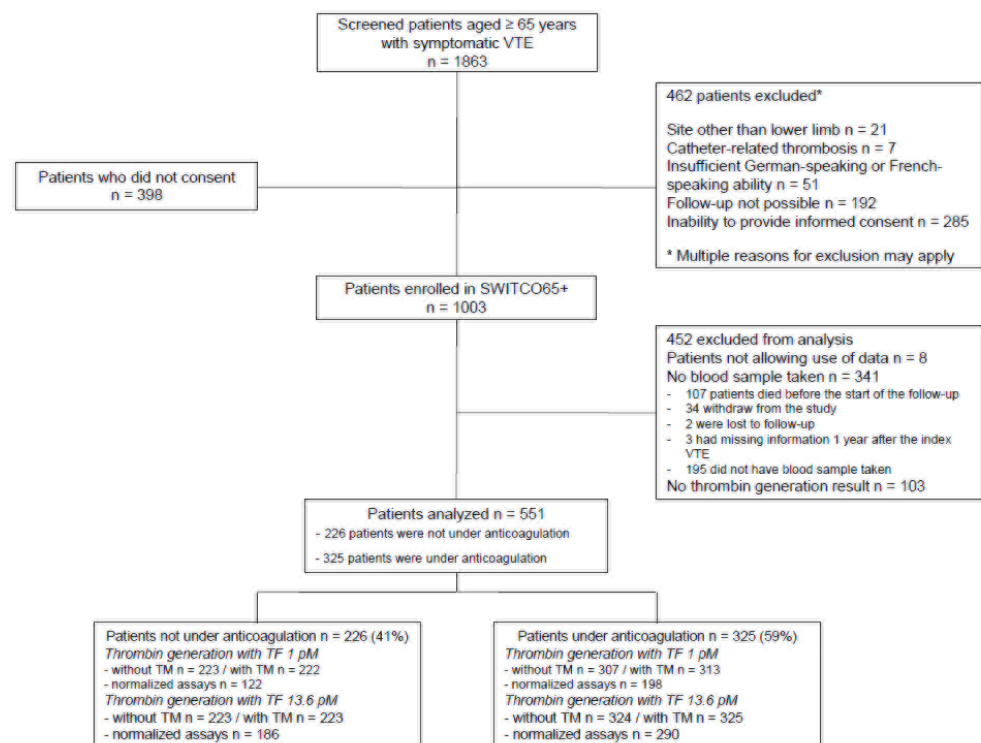 Screened patients aged ≥ 65 years
with symptomatic VTE
n = 1863
462 patients excluded*
Site other than lower limb n = 21
Catheter-related thrombosis n = 7
Insufficient German-speaking or French-
speaking ability n = 51
Follow-up not possible n = 192
Inability to provide informed consent n = 285
* Multiple reasons for exclusion may apply
Patients who did not consent
n = 398
Patients enrolled in SWITCO65+
n = 1003
452 excluded from analysis
Patients not allowing use of data n = 8
No blood sample taken n = 341
- 107 patients died before the start of the follow-up
- 34 withdraw from the study
- 2 were lost to follow-up
- 3 had missing information 1 year after the index
VTE
- 195 did not have blood sample taken
No thrombin generation result n = 103
Patients analyzed n = 551
- 226 patients were not under anticoagulation
- 325 patients were under anticoagulation
Patients not under anticoagulation n = 226 (41%)
Thrombin generation with TF 1 pM
- without TM n = 223 / with TM n = 222
- normalized assays n = 122
Thrombin generation with TF 13.6 pM
- without TM n = 223 / with TM n = 223
- normalized assays n = 186
Patients under anticoagulation n = 325 (59%)
Thrombin generation with TF 1 pM
- without TM n = 307 / with TM n = 313
- normalized assays n = 198
Thrombin generation with TF 13.6 pM
- without TM n = 324 / with TM n = 325
- normalized assays n = 290